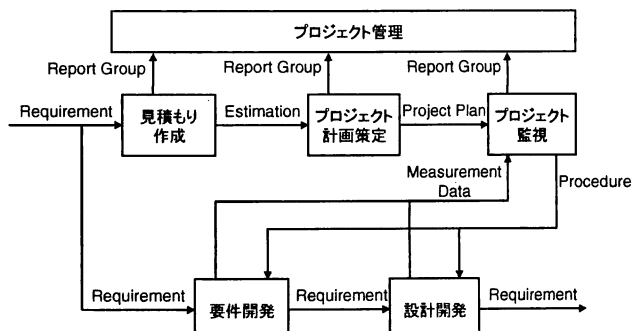 プロジェクト管理
Report Group
Report Group
Report Group
Requirement
見積もり
作成
Estimation
プロジェクト
計画策定
Project Plan
プロジェクト
監視
Measurement
Data
Procedure
Requirement
要件開発
Requirement
設計開発
Requirement